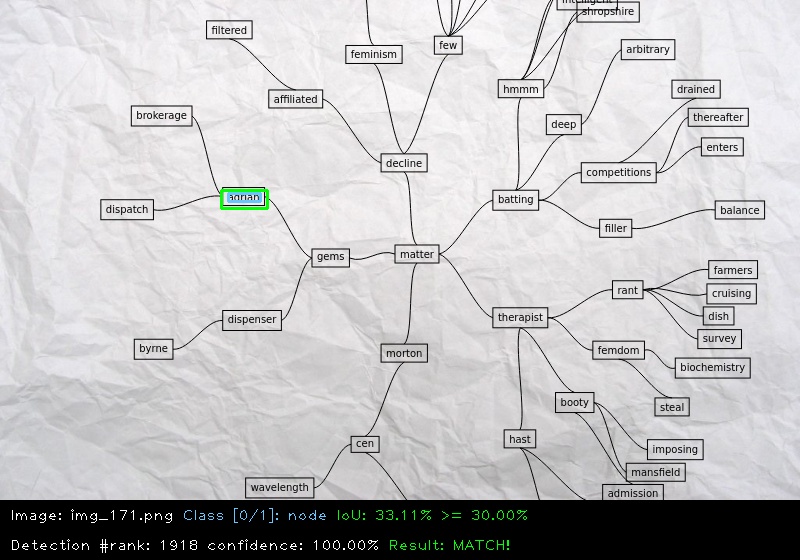 intelligent
shropshire
filtered
few
arbitrary
feminism
hmmm
drained
affiliated
brokerage
thereafter
deep
enters
decline
competitions
batting
dispatch
balance
filler
matter
gems
farmers
rant
cruising
dish
therapist
dispenser
survey
byrne
morton
femdom
biochemistry
booty
steal
hast
cen
imposing
mansfield
wavelength
admission
Image: img_171.png Class [0/1]: node IoU: 33.11% >= 30.00%
Detection #rank: 1918 confidence: 100.00% Result: MATCH!